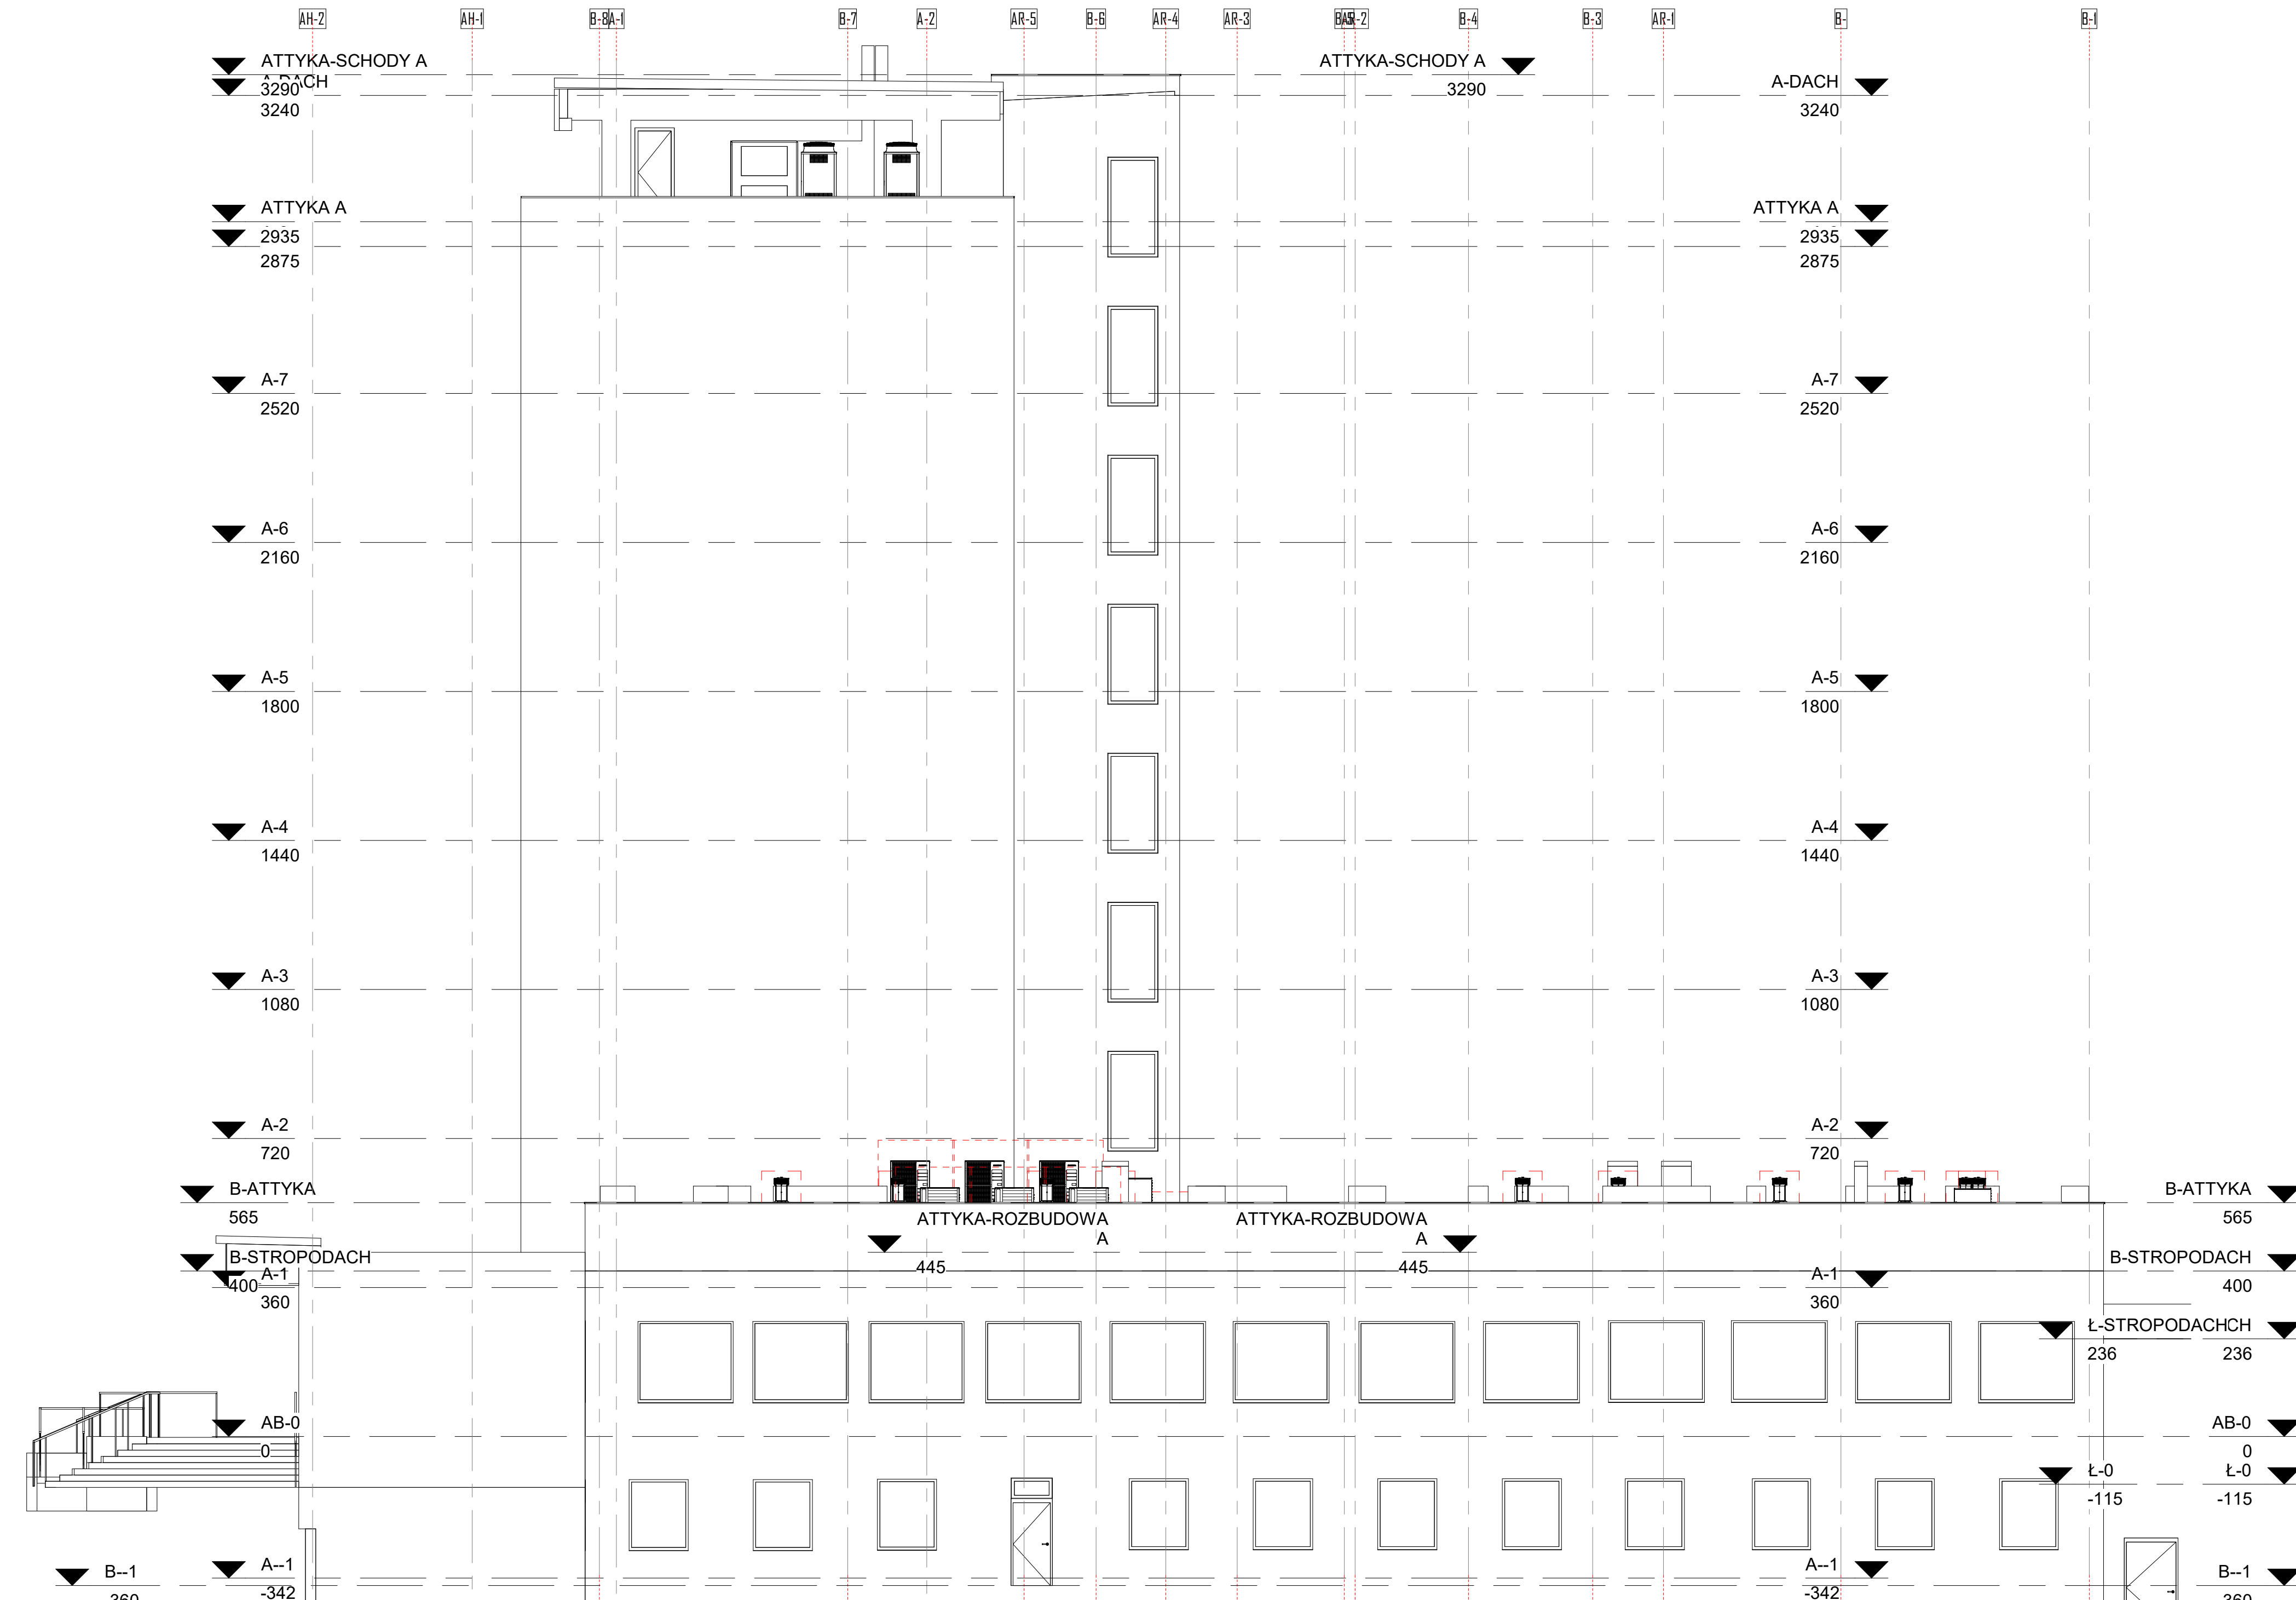 AH-2 AH-1 B-8 A-1 B-7 A-2 AR-5 B-6 AR-4 AR-3 AR-2 B-4 B-3 AR-1 B- B-1
ATTYKA-SCHODY A
3290
3240
ATTYKA-SCHODY A
3290
A-DACH
3240
ATTYKA A
2935
2875
ATTYKA A
2935
2875
A-7
2520
A-7
2520
A-6
2160
A-6
2160
A-5
1800
A-5
1800
A-4
1440
A-4
1440
A-3
1080
A-3
1080
A-2
720
A-2
720
B-ATTYKA
565
B-ATTYKA
565
ATTYKA-ROZBUDOWA
A
445
ATTYKA-ROZBUDOWA
A
445
B-STROPODACH
400
A-1
360
B-STROPODACH
400
A-1
360
Ł-STROPODACHCH
236
236
AB-0
0
AB-0
0
Ł-0
-115
Ł-0
-115
B--1
A--1
-342
A--1
-342
B--1